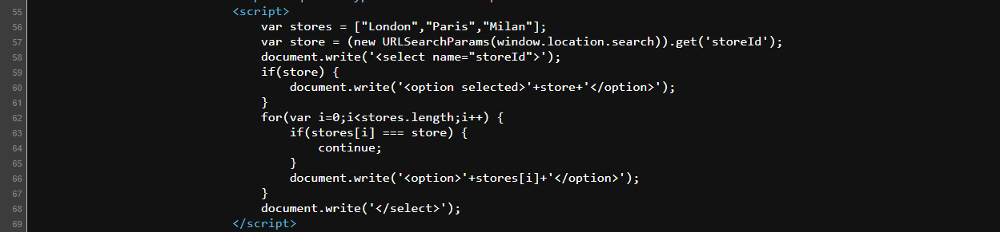 55 <script>
56 var stores = ["London","Paris","Milan"];
57 var store = (new URLSearchParams(window.location.search)).get('storeId');
58 document.write('<select name="storeId">');
59 if(store) {
60 document.write('<option selected>'+store+'</option>');
61 }
62 for(var i=0;i<stores.length;i++) {
63 if(stores[i] === store) {
64 continue;
65 }
66 document.write('<option>'+stores[i]+'</option>');
67 }
68 document.write('</select>');
69 </script>